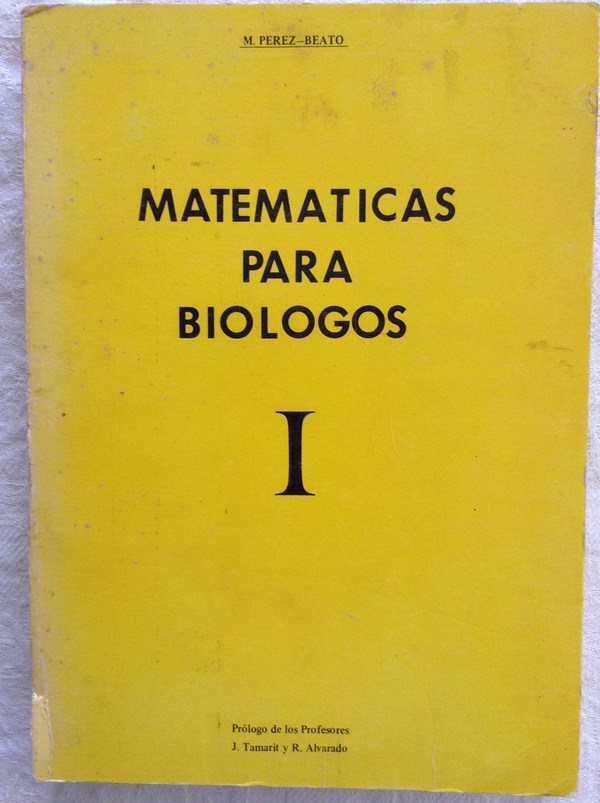 M. PEREZ-BEATO
MATEMATICAS
PARA
BIOLOGOS
I
Prólogo de los Profesores
J. Tamarit y R. Alvarado